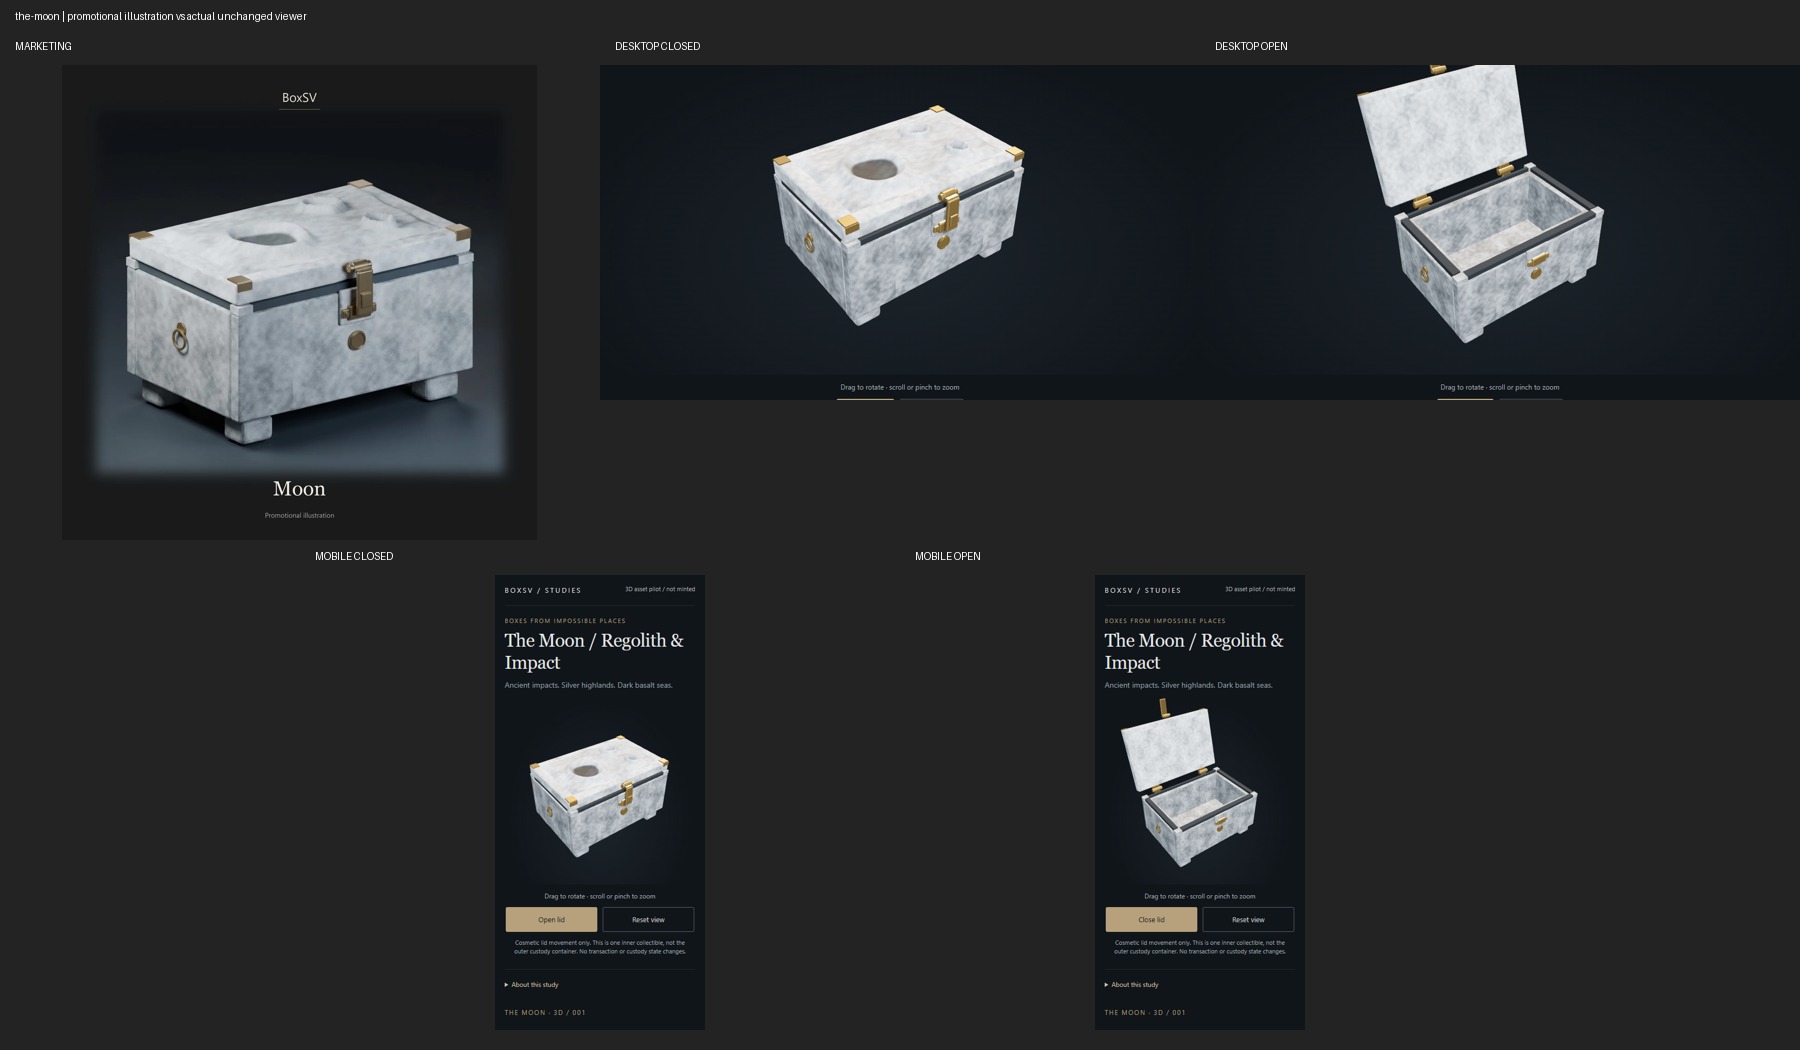 the-moon | promotional illustration vs actual unchanged viewer
MARKETING
DESKTOP CLOSED
DESKTOP OPEN
BoxSV
Moon
Promotional illustration
Drag to rotate · scroll or pinch to zoom
Drag to rotate · scroll or pinch to zoom
MOBILE CLOSED
MOBILE OPEN
BOXSV / STUDIES
3D asset pilot / not minted
BOXES FROM IMPOSSIBLE PLACES
The Moon / Regolith &
Impact
Ancient impacts. Silver highlands. Dark basalt seas.
Drag to rotate · scroll or pinch to zoom
Open lid
Reset view
Cosmetic lid movement only. This is one inner collectible, not the
outer custody container. No transaction or custody state changes.
▶ About this study
THE MOON - 3D / 001
BOXSV / STUDIES
3D asset pilot / not minted
BOXES FROM IMPOSSIBLE PLACES
The Moon / Regolith &
Impact
Ancient impacts. Silver highlands. Dark basalt seas.
Drag to rotate · scroll or pinch to zoom
Close lid
Reset view
Cosmetic lid movement only. This is one inner collectible, not the
outer custody container. No transaction or custody state changes.
▶ About this study
THE MOON - 3D / 001